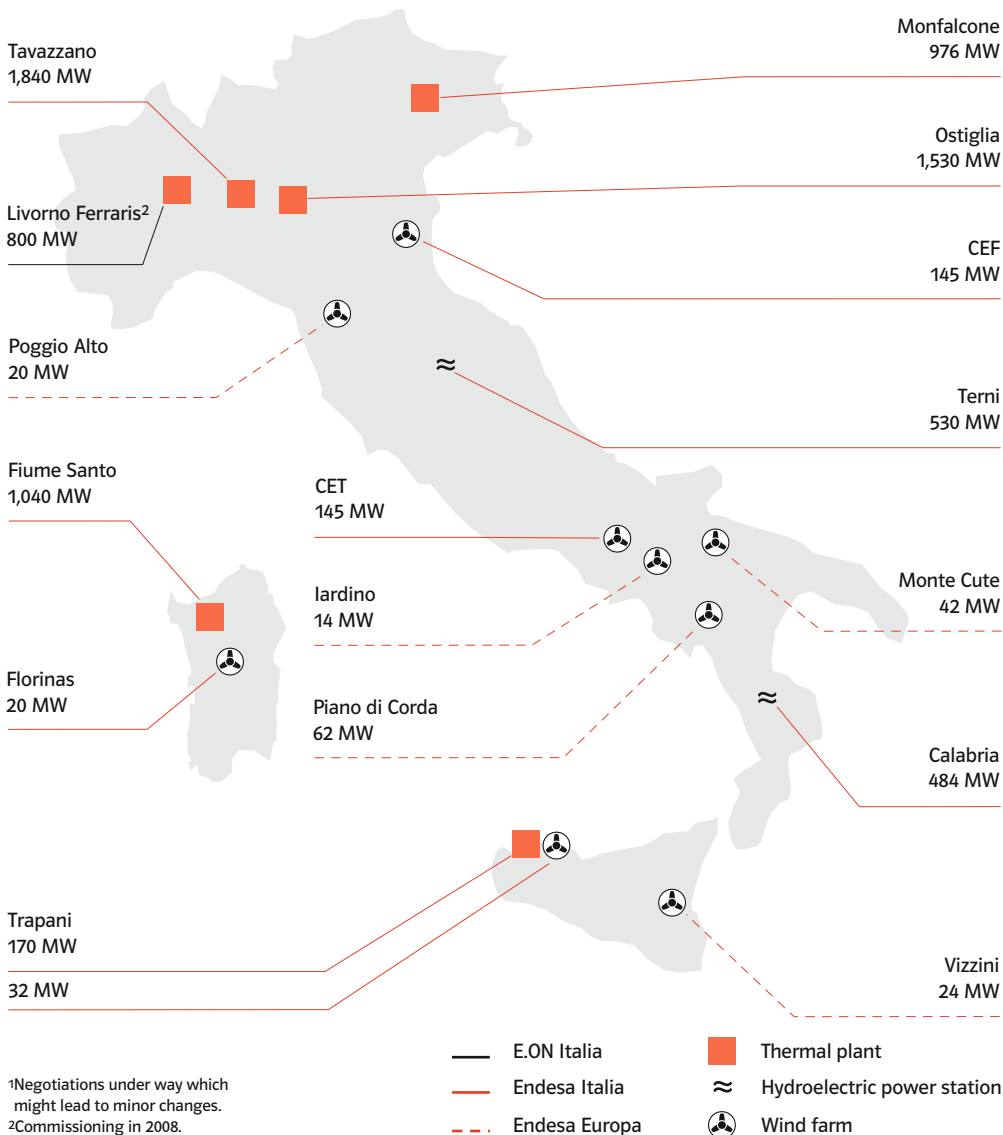 Monfalcone
976 MW
Tavazzano
1,840 MW
Ostiglia
1,530 MW
Livorno Ferraris²
800 MW
CEF
145 MW
Poggio Alto
20 MW
Terni
530 MW
Fiume Santo
1,040 MW
CET
145 MW
Iardino
14 MW
Monte Cute
42 MW
Florinas
20 MW
Piano di Corda
62 MW
Calabria
484 MW
Trapani
170 MW
32 MW
Vizzini
24 MW
E.ON Italia
Endesa Italia
Endesa Europa
Thermal plant
Hydroelectric power station
Wind farm
¹Negotiations under way which
might lead to minor changes.
²Commissioning in 2008.